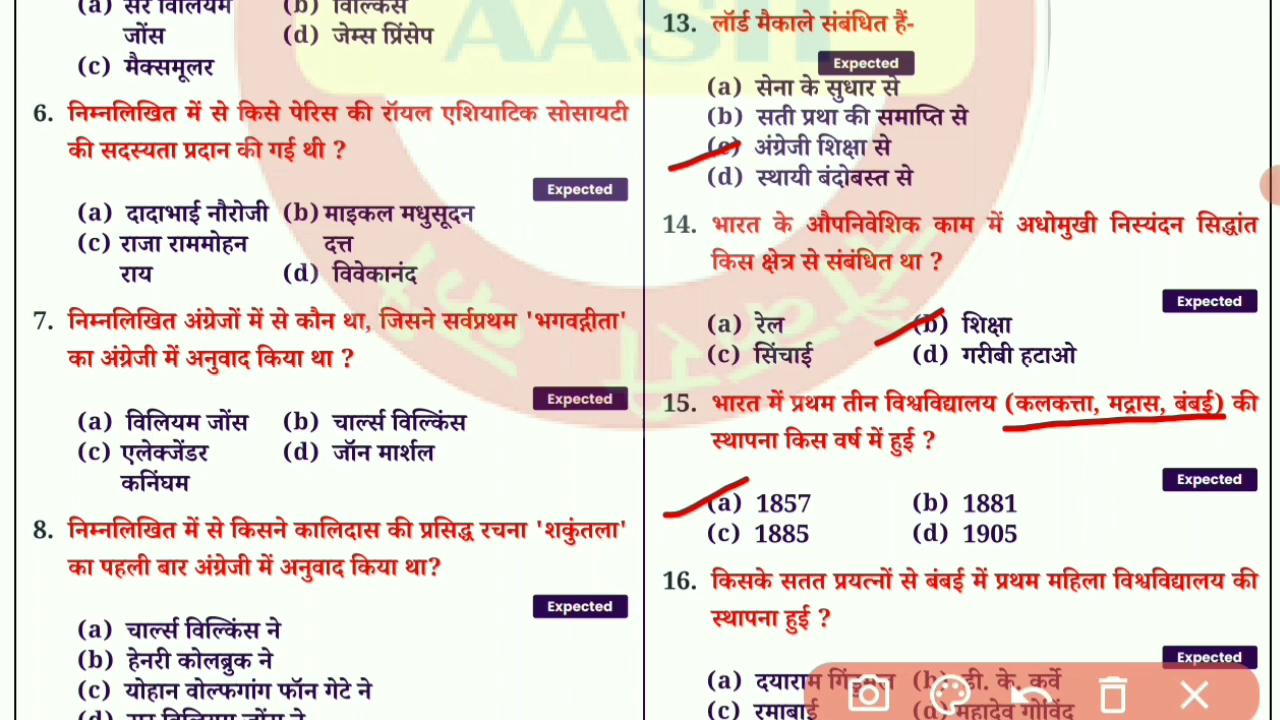 (a) सर विलियम (b) विल्किंस
जोंस (d) जेम्स प्रिंसेप
(c) मैक्समूलर
6. निम्नलिखित में से किसे पेरिस की रॉयल एशियाटिक सोसायटी
की सदस्यता प्रदान की गई थी ?
Expected
(a) दादाभाई नौरोजी (b) माइकल मधुसूदन
(c) राजा राममोहन दत्त
राय (d) विवेकानंद
7. निम्नलिखित अंग्रेजों में से कौन था, जिसने सर्वप्रथम 'भगवद्गीता'
का अंग्रेजी में अनुवाद किया था ?
Expected
(a) विलियम जोंस (b) चार्ल्स विल्किंस
(c) एलेक्जेंडर (d) जॉन मार्शल
कनिंघम
8. निम्नलिखित में से किसने कालिदास की प्रसिद्ध रचना 'शकुंतला'
का पहली बार अंग्रेजी में अनुवाद किया था?
Expected
(a) चार्ल्स विल्किंस ने
(b) हेनरी कोलब्रुक ने
(c) योहान वोल्फगांग फॉन गेटे ने
(d) सर विलियम जोंस ने
13. लॉर्ड मैकाले संबंधित हैं-
Expected
(a) सेना के सुधार से
(b) सती प्रथा की समाप्ति से
(c) अंग्रेजी शिक्षा से
(d) स्थायी बंदोबस्त से
14. भारत के औपनिवेशिक काम में अधोमुखी निस्यंदन सिद्धांत
किस क्षेत्र से संबंधित था ?
Expected
(a) रेल (b) शिक्षा
(c) सिंचाई (d) गरीबी हटाओ
15. भारत में प्रथम तीन विश्वविद्यालय (कलकत्ता, मद्रास, बंबई) की
स्थापना किस वर्ष में हुई ?
Expected
(a) 1857 (b) 1881
(c) 1885 (d) 1905
16. किसके सतत प्रयत्नों से बंबई में प्रथम महिला विश्वविद्यालय की
स्थापना हुई ?
Expected
(a) दयाराम गिडुमल (b) डी. के. कर्वे
(c) रमाबाई (d) महादेव गोविंद